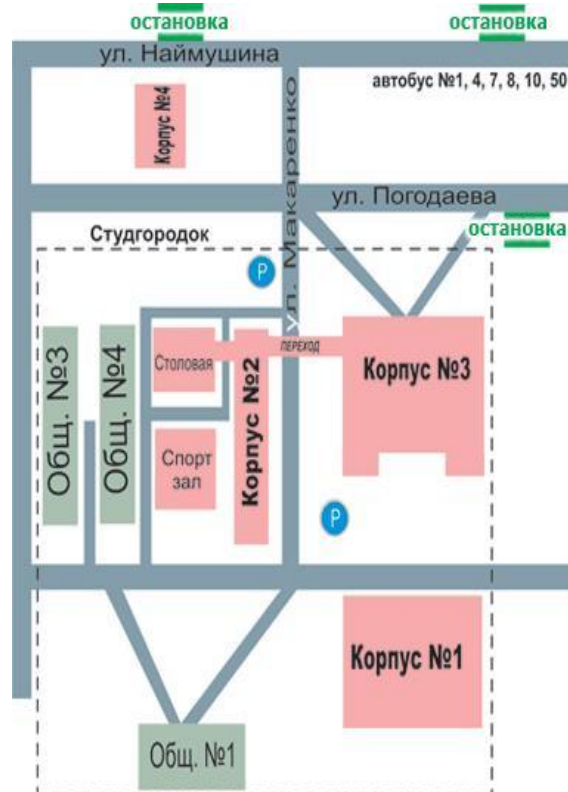 остановка
остановка
ул. Наймушина
автобус №1, 4, 7, 8, 10, 50
Корпус №4
ул. Макаренко
ул. Погодаева
остановка
Студгородок
P
Общ. №3
Общ. №4
Столовая
Корпус №2
ПЕРЕХОД
Корпус №3
Спорт
зал
P
Корпус №1
Общ. №1